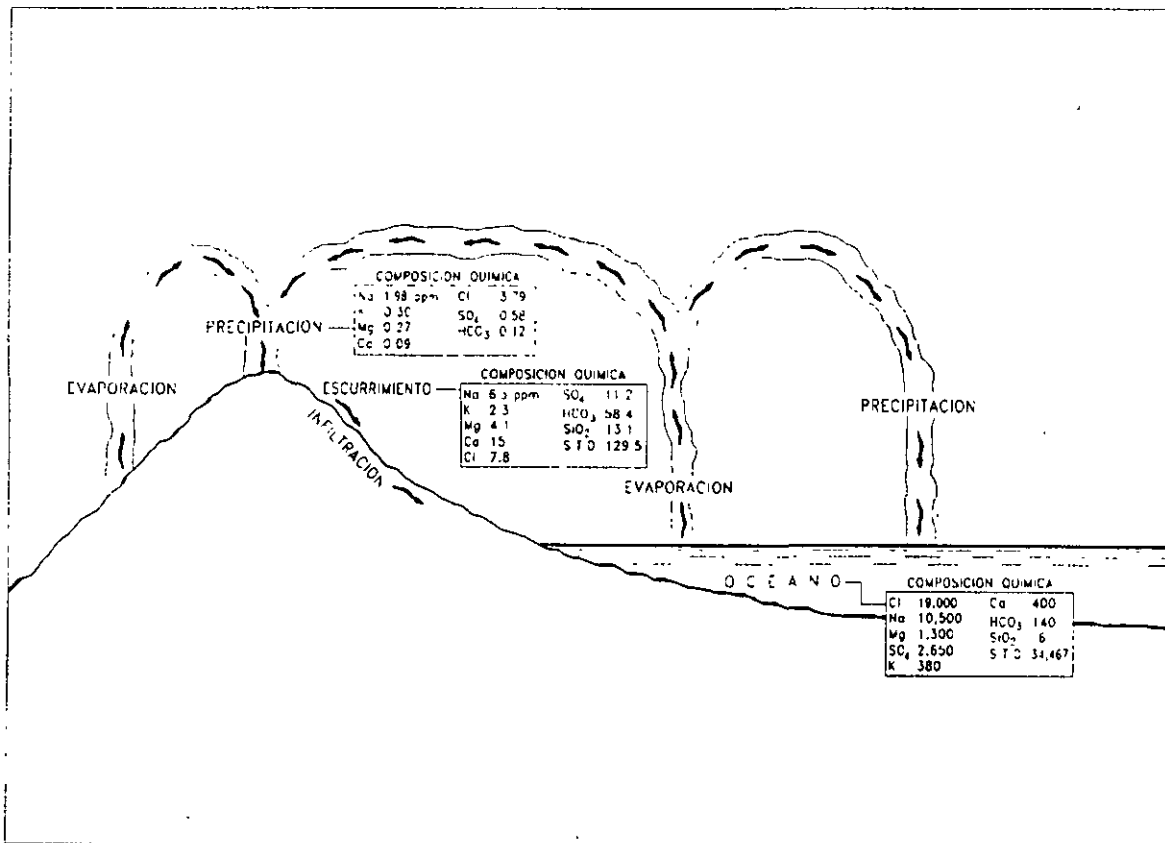 COMPOSICION QUIMICA
Na 1.98 ppm Cl 3.79
K 0.30 SO₄ 0.58
Mg 0.27 HCO₃ 0.12
Ca 0.09
PRECIPITACION
EVAPORACION
ESCURRIMIENTO
INFILTRACION
COMPOSICION QUIMICA
Na 6.3 ppm SO₄ 11.2
K 2.3 HCO₃ 58.4
Mg 4.1 SiO₂ 13.1
Ca 15 S T D 129.5
Cl 7.8
PRECIPITACION
EVAPORACION
OCEANO
COMPOSICION QUIMICA
Cl 19,000 Ca 400
Na 10,500 HCO₃ 140
Mg 1,300 SiO₂ 6
SO₄ 2,650 S T D 34,467
K 380